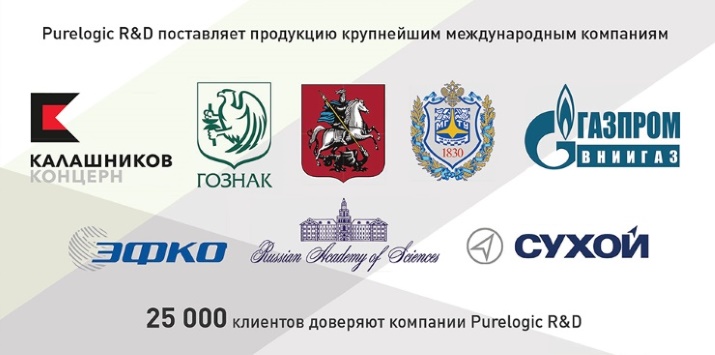 Purelogic R&D поставляет продукцию крупнейшим международным компаниям
КАЛАШНИКОВ
КОНЦЕРН
ГОЗНАК
1830
ГАЗПРОМ
ВНИИГАЗ
ЭФКО
Russian Academy of Sciences
СУХОЙ
25 000 клиентов доверяют компании Purelogic R&D